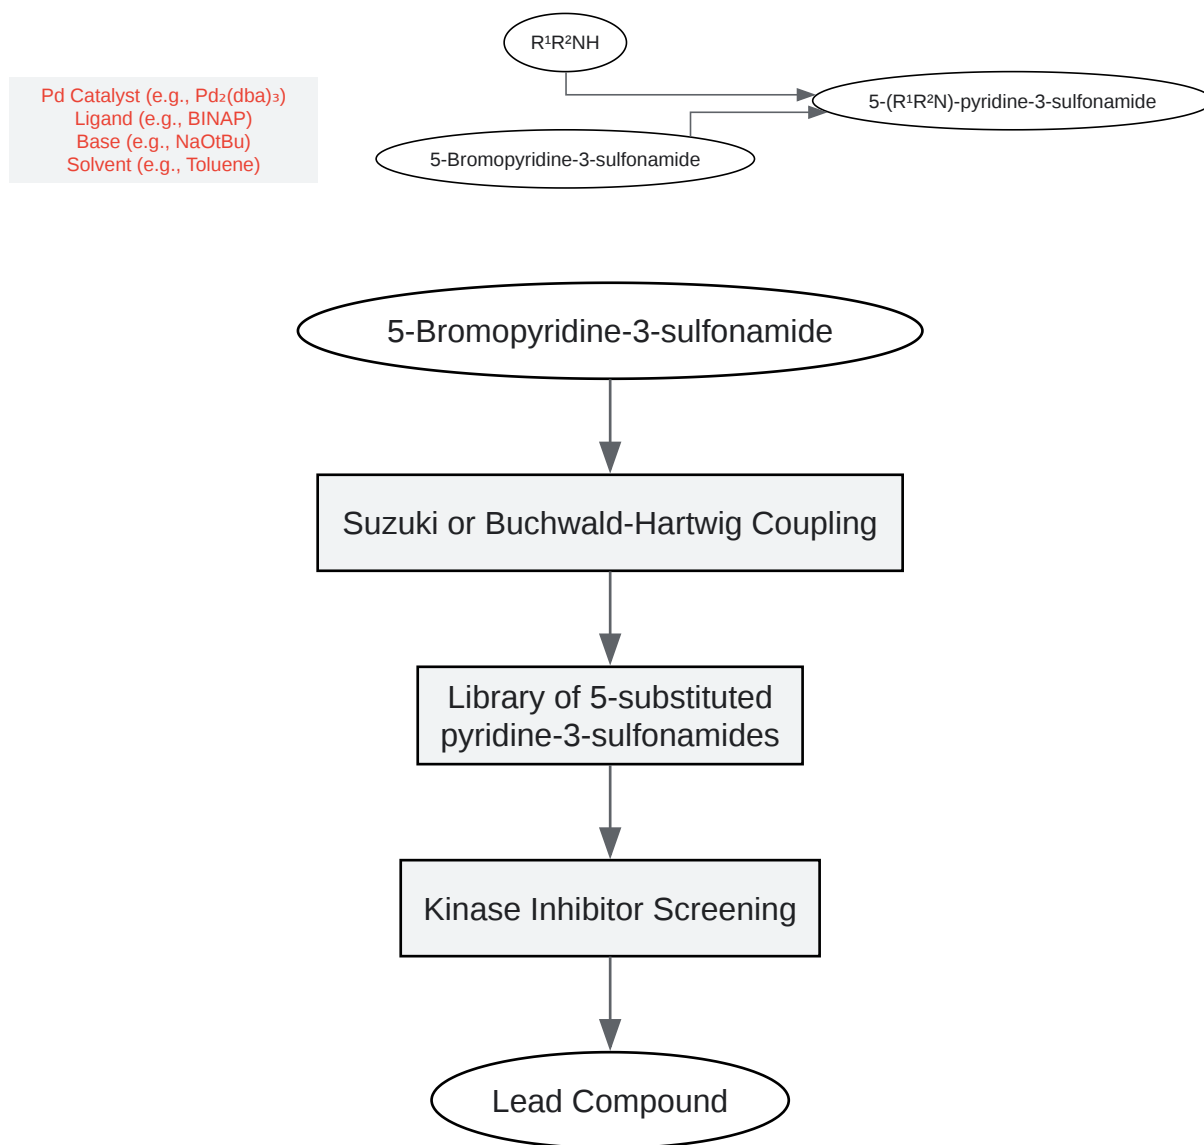 R¹R²NH
Pd Catalyst (e.g., Pd₂(dba)₃)
Ligand (e.g., BINAP)
Base (e.g., NaOtBu)
Solvent (e.g., Toluene)
5-(R¹R²N)-pyridine-3-sulfonamide
5-Bromopyridine-3-sulfonamide
5-Bromopyridine-3-sulfonamide
Suzuki or Buchwald-Hartwig Coupling
Library of 5-substituted
pyridine-3-sulfonamides
Kinase Inhibitor Screening
Lead Compound